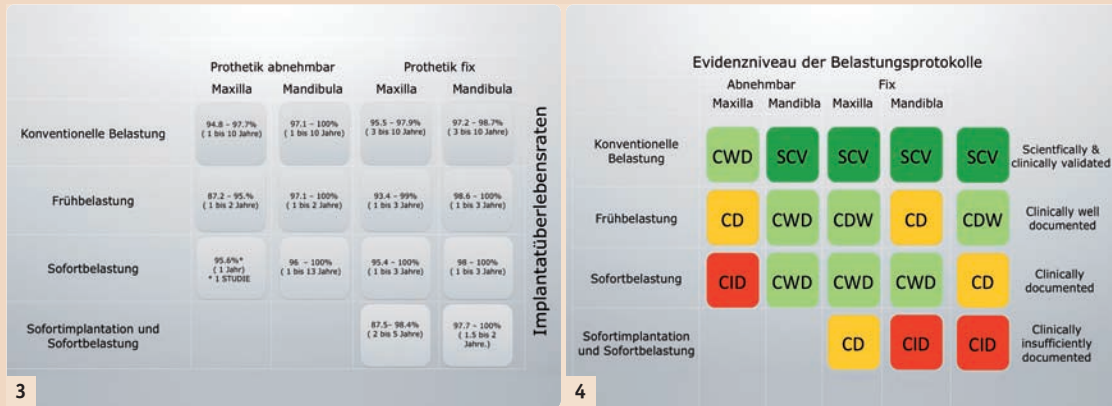 Prothetik abnehmbar Prothetik fix
Maxilla Mandibula Maxilla Mandibula
Konventionelle Belastung
94.8 – 97.7%
( 1 bis 10 Jahre)
97.1 – 100%
( 1 bis 10 Jahre)
95.5 – 97.9%
( 3 bis 10 Jahre)
97.2 – 98.7%
( 3 bis 10 Jahre)
Frühbelastung
87.2 – 95.%
( 1 bis 2 Jahre)
97.1 – 100%
( 1 bis 2 Jahre)
93.4 – 99%
( 1 bis 3 Jahre)
98.6 – 100%
( 1 bis 3 Jahre)
Sofortbelastung
95.6%*
( 1 Jahr)
* 1 STUDIE
96 – 100%
( 1 bis 13 Jahre)
95.4 – 100%
( 1 bis 3 Jahre)
98 – 100%
( 1 bis 3 Jahre)
Sofortimplantation und
Sofortbelastung
87.5– 98.4%
( 2 bis 5 Jahre)
97.7 – 100%
( 1.5 bis 2
Jahre.)
Implantatüberlebensraten
3
Evidenzniveau der Belastungsprotokolle
Abnehmbar Fix
Maxilla Mandibla Maxilla Mandibla
Konventionelle
Belastung
CWD SCV SCV SCV SCV
Scientfically &
clinically validated
Frühbelastung
CD CWD CDW CD CDW
Clinically well
documented
Sofortbelastung
CID CWD CWD CWD CD
Clinically
documented
Sofortimplantation
und Sofortbelastung
CD CID CID
Clinically
insufficiently
documented
4